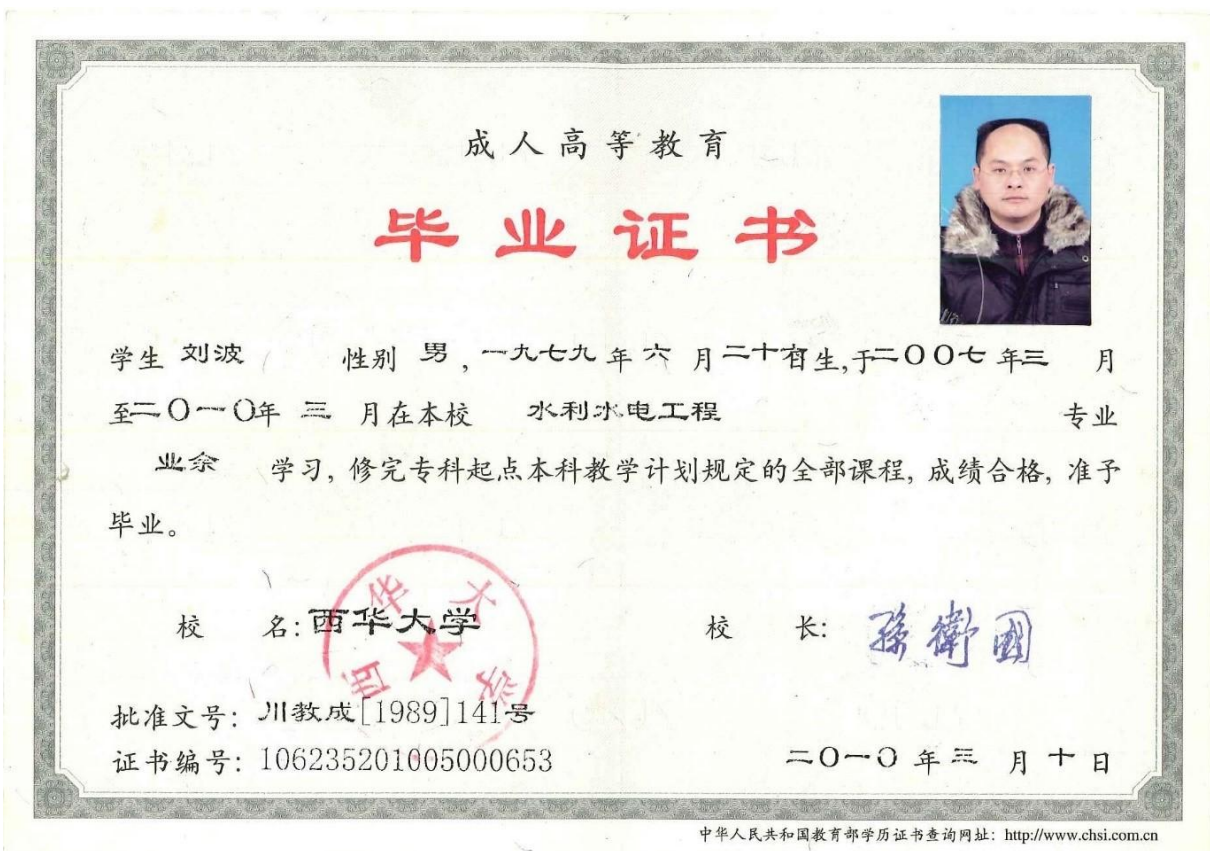 成人高等教育
毕业证书
学生 刘波 性别 男 , 一九七九 年 六 月 二十 日生, 于二〇〇七 年 三 月
至二〇一〇年 三 月在本校 水利水电工程 专业
业余 学习, 修完专科起点本科教学计划规定的全部课程, 成绩合格, 准予
毕业。
校 名: 西华大学 校 长: 孙卫國
西华大学
批准文号: 川教成[1989]141号
证书编号: 106235201005000653 二〇一〇 年 三 月 十 日
中华人民共和国教育部学历证书查询网址: http://www.chsi.com.cn